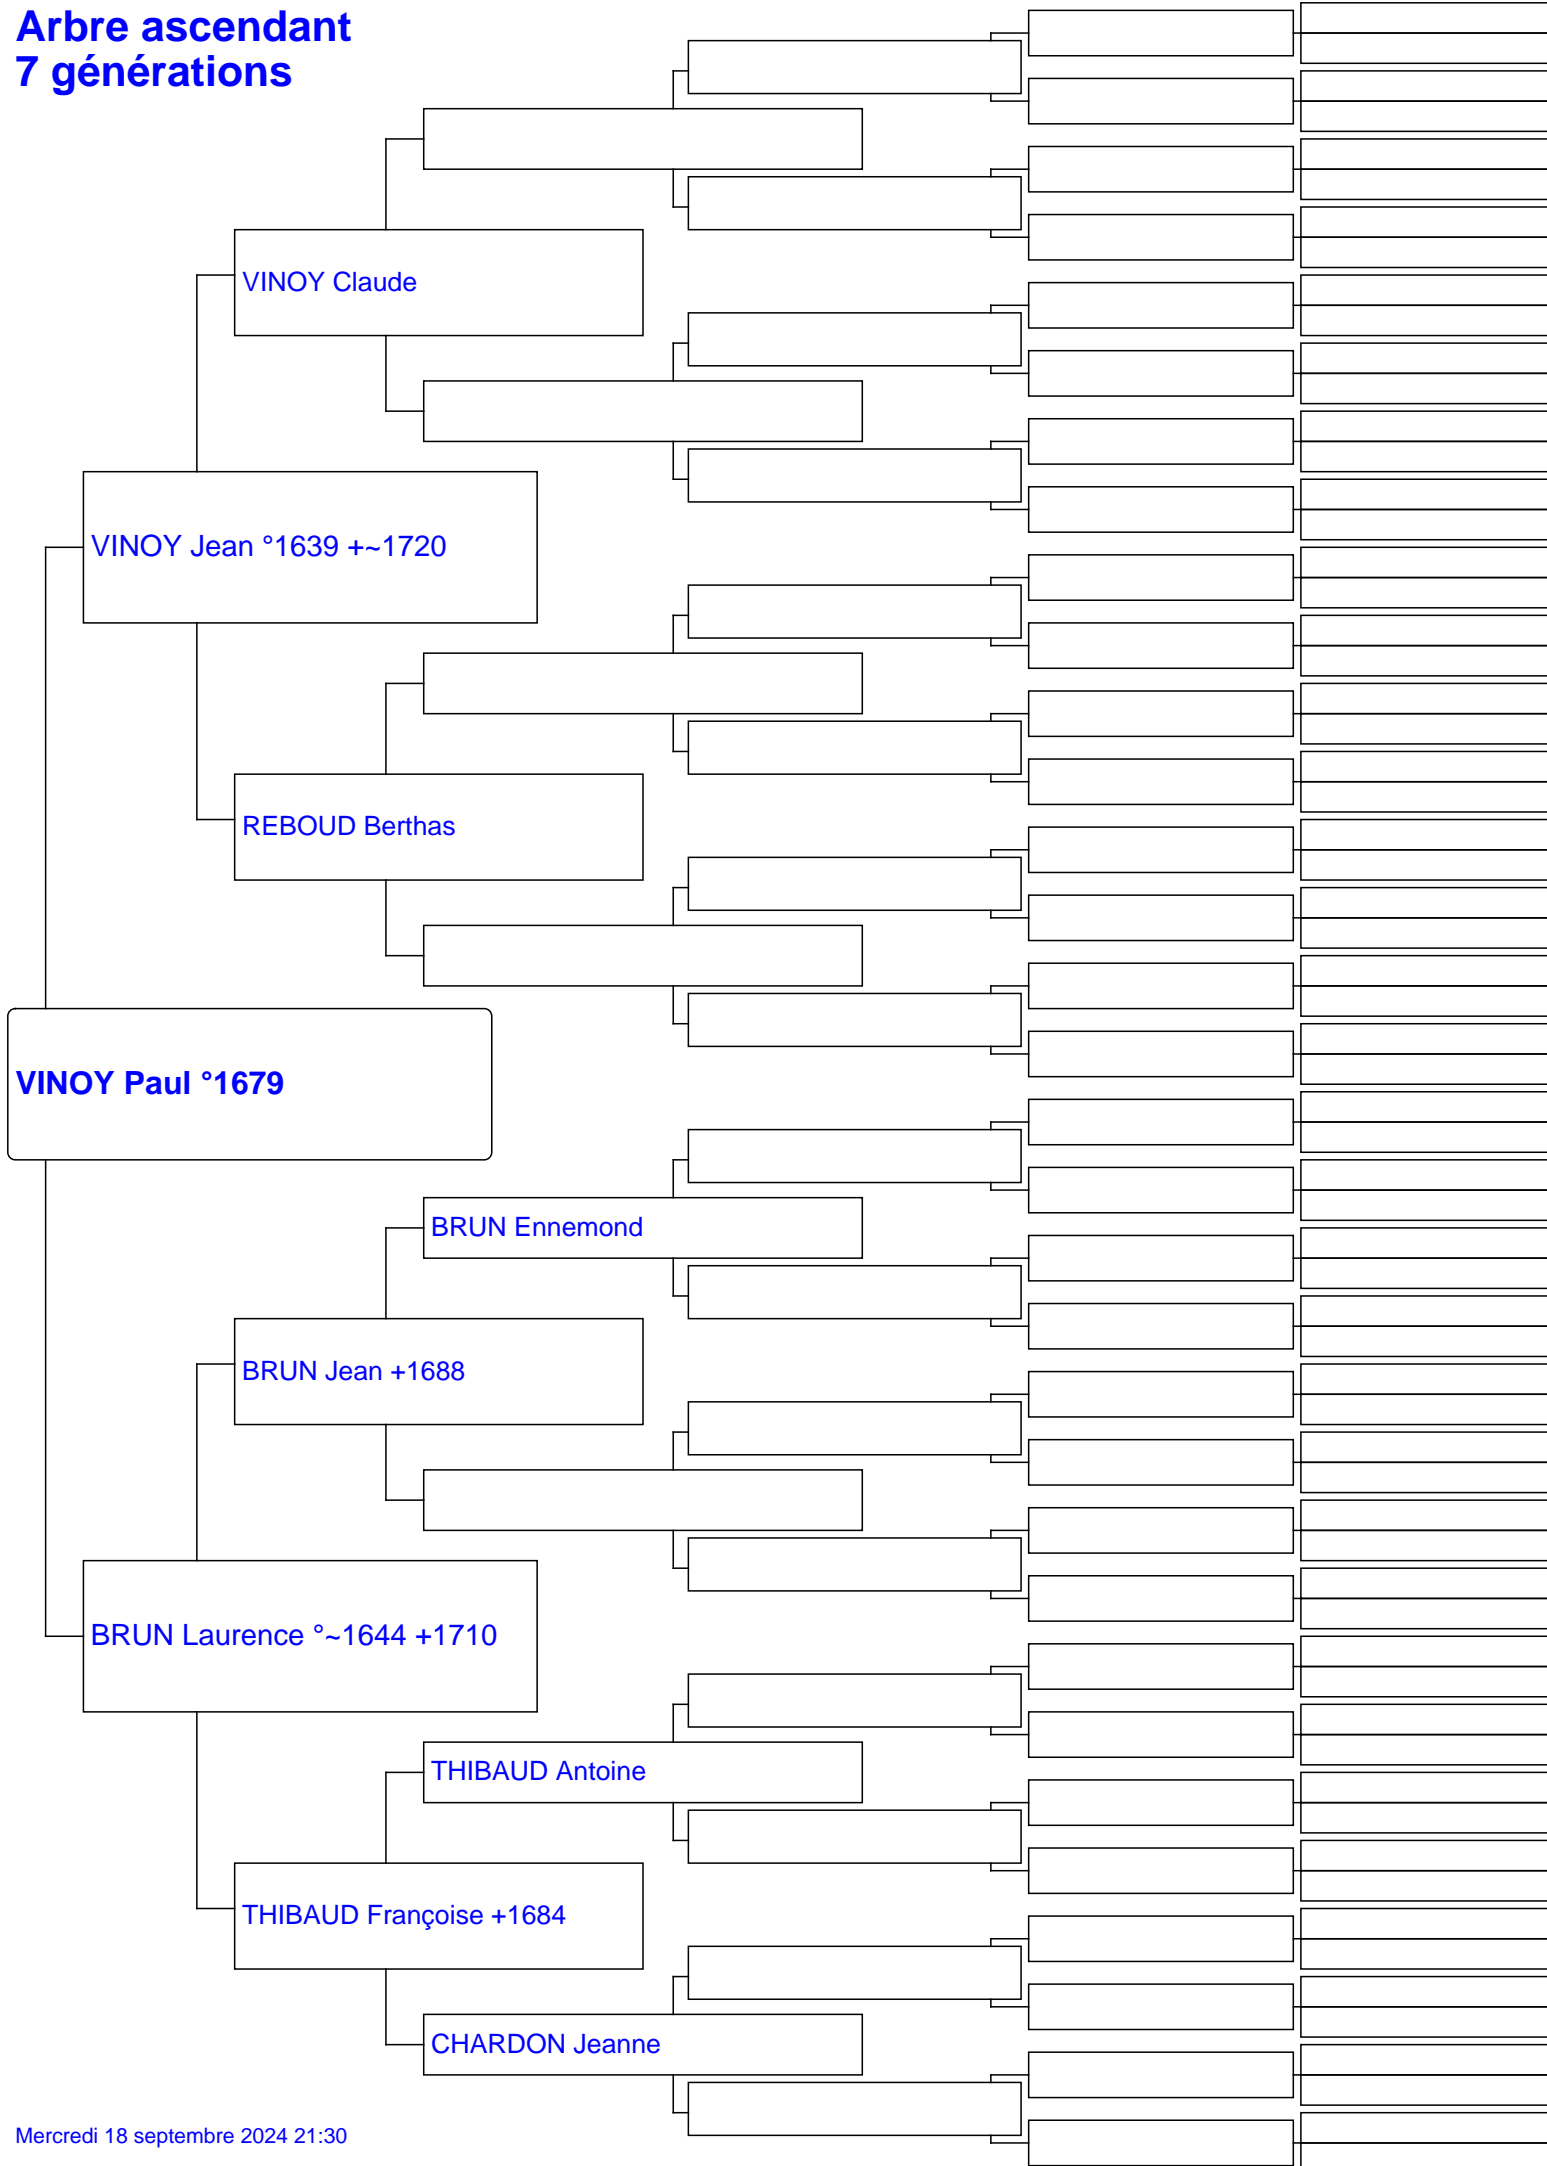 Arbre ascendant
7 générations
VINOY Claude
VINOY Jean °1639 +~1720
REBOUD Berthas
VINOY Paul °1679
BRUN Ennemond
BRUN Jean +1688
BRUN Laurence °~1644 +1710
THIBAUD Antoine
THIBAUD Françoise +1684
CHARDON Jeanne
Mercredi 18 septembre 2024 21:30